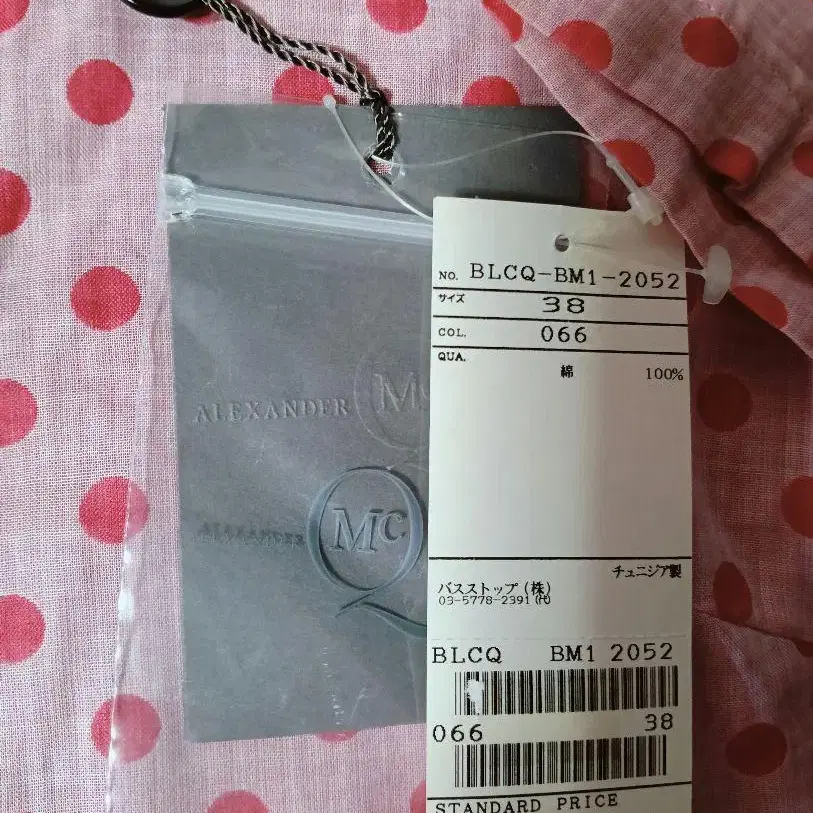 ALEXANDER MC
ALEXANDER MCQ
NO. BLCQ-BM1-2052
サイズ 38
COL. 066
QUA.
綿 100%
チュニジア製
バスストップ(株)
03-5778-2391(代)
BLCQ BM1 2052
066 38
STANDARD PRICE